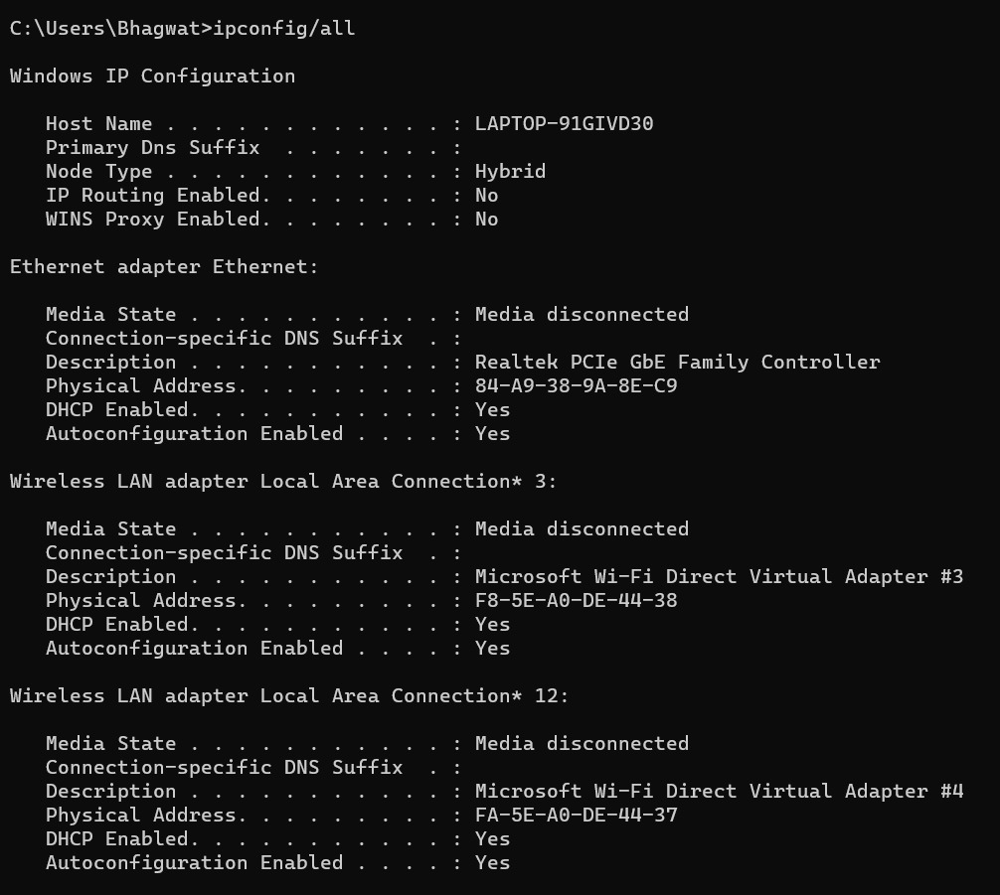 C:\Users\Bhagwat>ipconfig/all
Windows IP Configuration
Host Name . . . . . . . . . . . . : LAPTOP-91GIVD30
Primary Dns Suffix  . . . . . . . :
Node Type . . . . . . . . . . . . : Hybrid
IP Routing Enabled. . . . . . . . : No
WINS Proxy Enabled. . . . . . . . : No
Ethernet adapter Ethernet:
Media State . . . . . . . . . . . : Media disconnected
Connection-specific DNS Suffix  . :
Description . . . . . . . . . . . : Realtek PCIe GbE Family Controller
Physical Address. . . . . . . . . : 84-A9-38-9A-8E-C9
DHCP Enabled. . . . . . . . . . . : Yes
Autoconfiguration Enabled . . . . : Yes
Wireless LAN adapter Local Area Connection* 3:
Media State . . . . . . . . . . . : Media disconnected
Connection-specific DNS Suffix  . :
Description . . . . . . . . . . . : Microsoft Wi-Fi Direct Virtual Adapter #3
Physical Address. . . . . . . . . : F8-5E-A0-DE-44-38
DHCP Enabled. . . . . . . . . . . : Yes
Autoconfiguration Enabled . . . . : Yes
Wireless LAN adapter Local Area Connection* 12:
Media State . . . . . . . . . . . : Media disconnected
Connection-specific DNS Suffix  . :
Description . . . . . . . . . . . : Microsoft Wi-Fi Direct Virtual Adapter #4
Physical Address. . . . . . . . . : FA-5E-A0-DE-44-37
DHCP Enabled. . . . . . . . . . . : Yes
Autoconfiguration Enabled . . . . : Yes